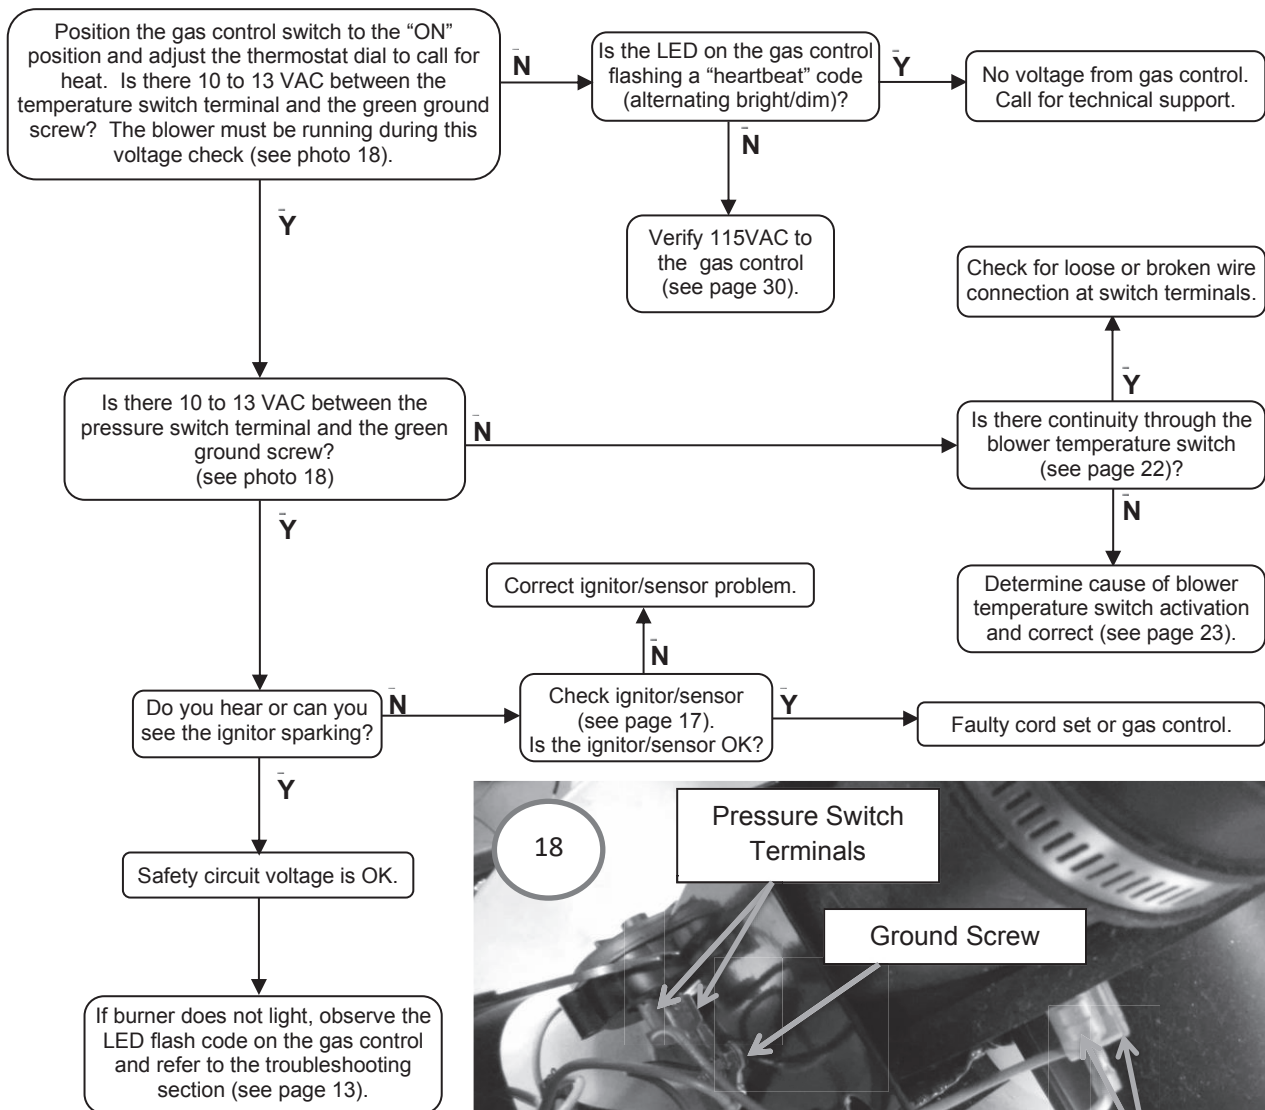 Position the gas control switch to the “ON”
position and adjust the thermostat dial to call for
heat. Is there 10 to 13 VAC between the
temperature switch terminal and the green ground
screw? The blower must be running during this
voltage check (see photo 18).
N
Is the LED on the gas control
flashing a “heartbeat” code
(alternating bright/dim)?
Y
No voltage from gas control.
Call for technical support.
N
Y
Verify 115VAC to
the gas control
(see page 30).
Check for loose or broken wire
connection at switch terminals.
Y
Is there 10 to 13 VAC between the
pressure switch terminal and the green
ground screw?
(see photo 18)
N
Is there continuity through the
blower temperature switch
(see page 22)?
N
Y
Determine cause of blower
temperature switch activation
and correct (see page 23).
Correct ignitor/sensor problem.
N
Do you hear or can you
see the ignitor sparking?
N
Check ignitor/sensor
(see page 17).
Is the ignitor/sensor OK?
Y
Faulty cord set or gas control.
Y
Safety circuit voltage is OK.
If burner does not light, observe the
LED flash code on the gas control
and refer to the troubleshooting
section (see page 13).
18
Pressure Switch
Terminals
Ground Screw